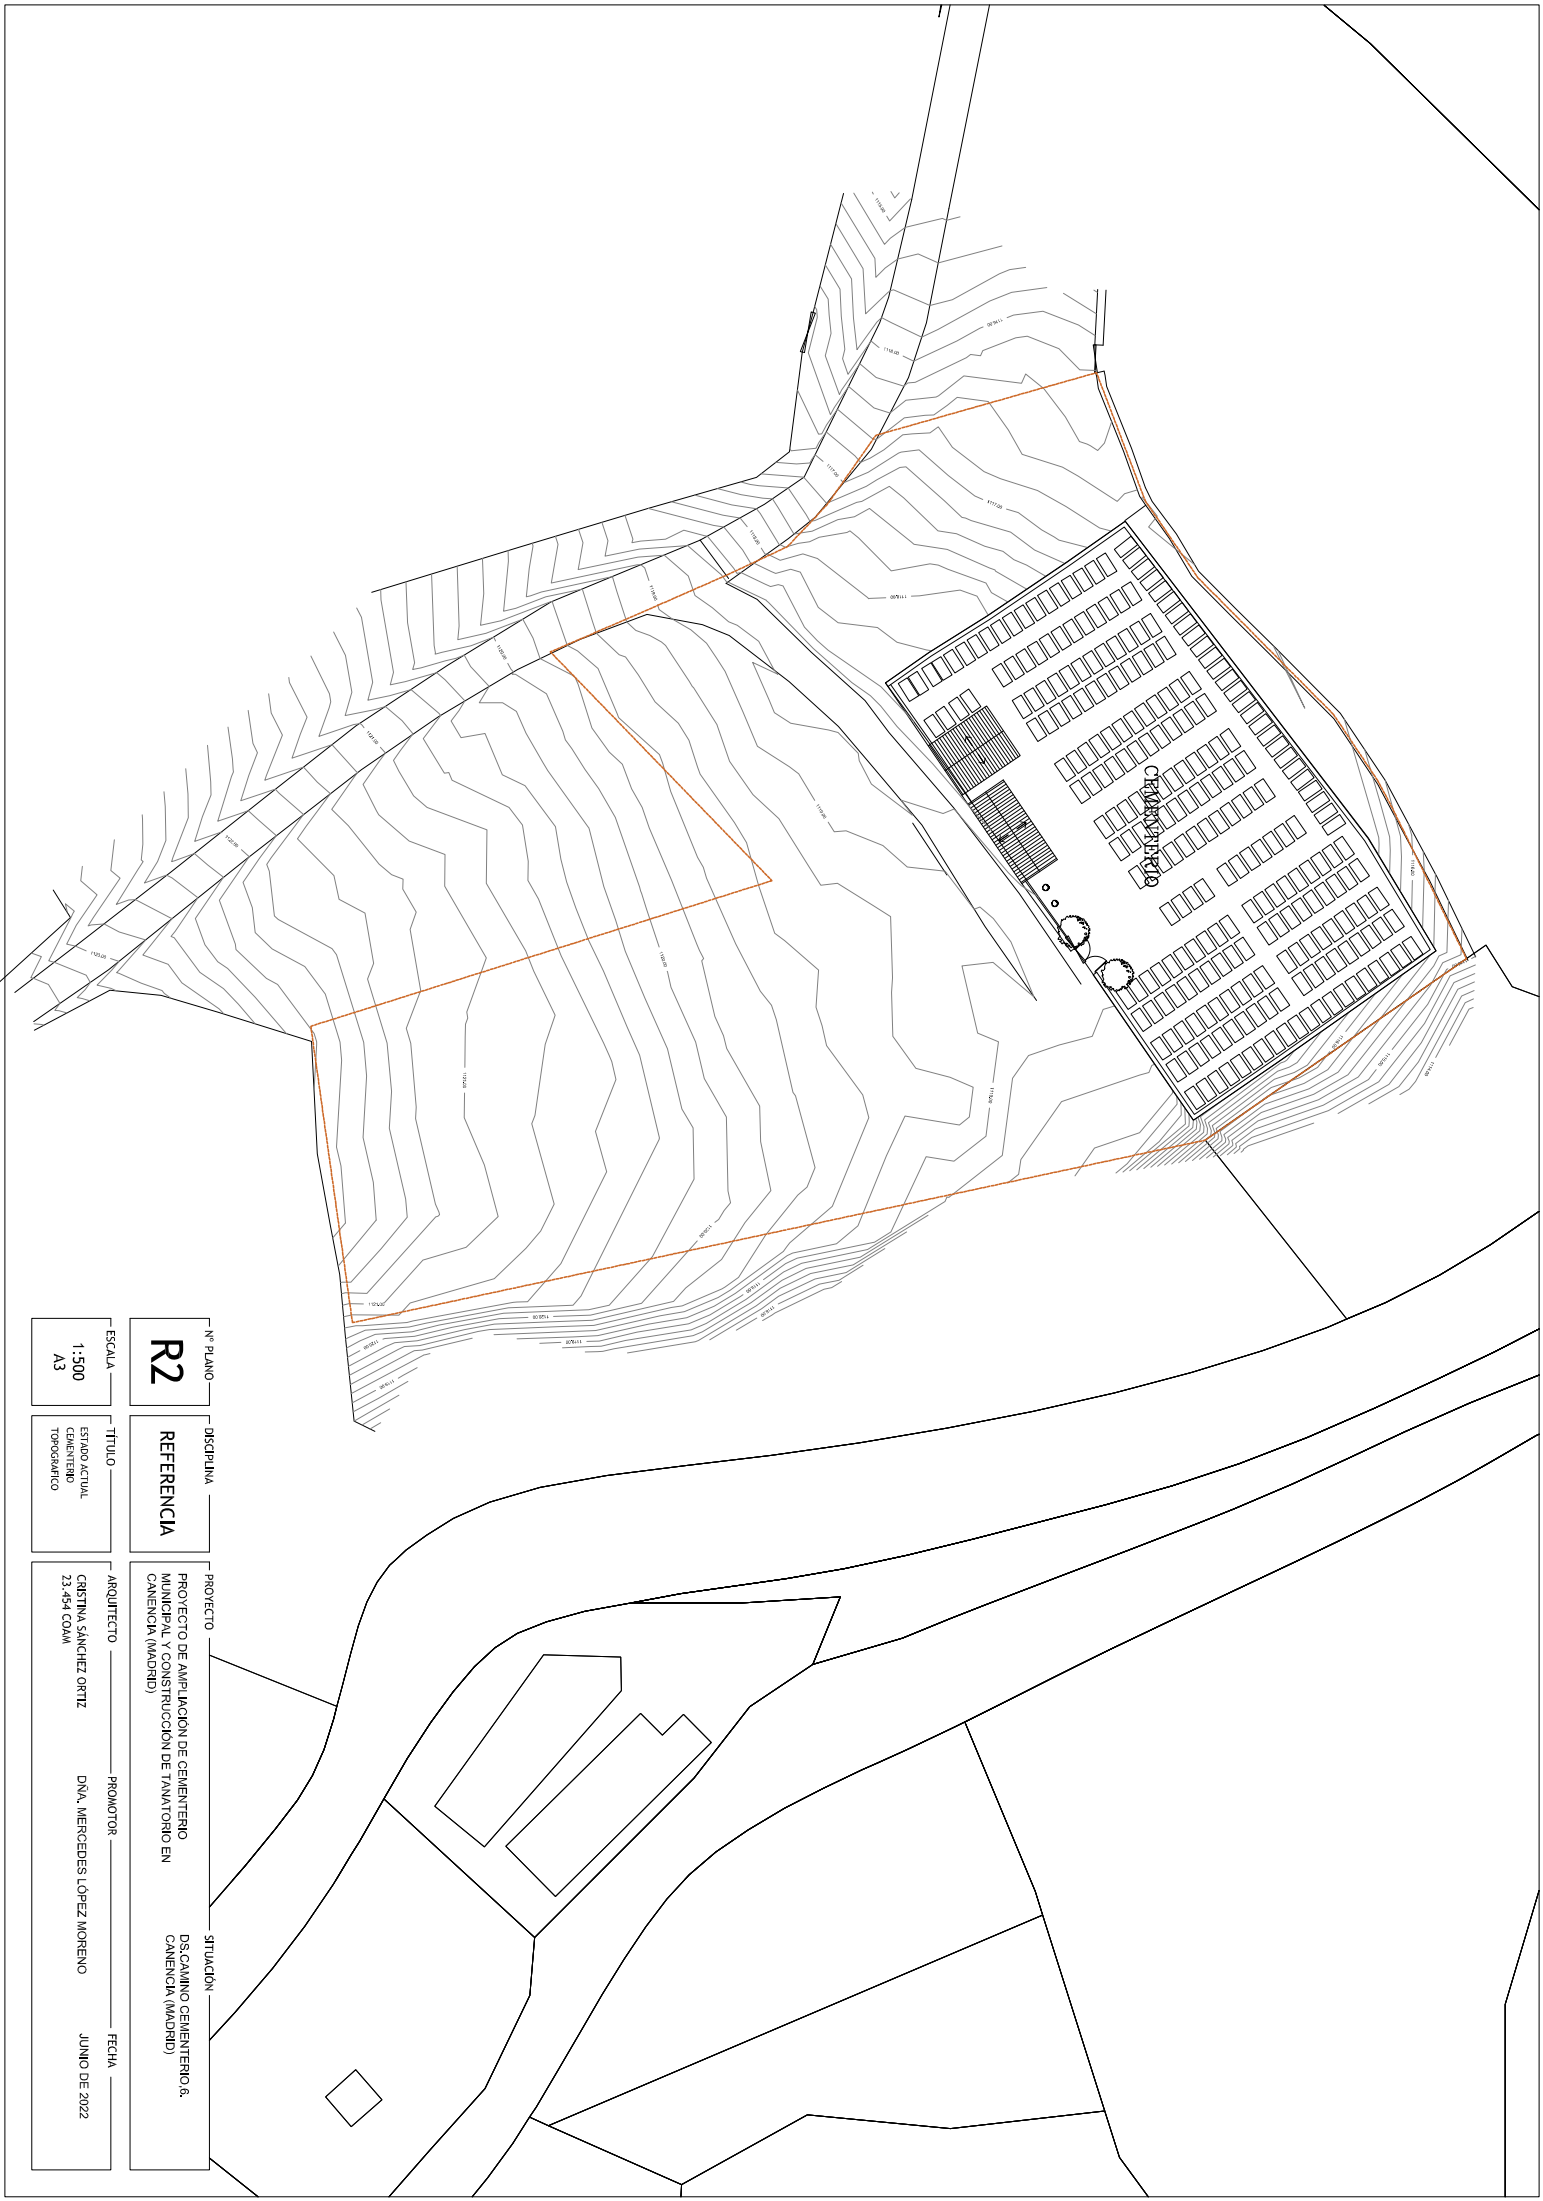 CEMENTERIO
Nº PLANO
R2
DISCIPLINA
REFERENCIA
PROYECTO
PROYECTO DE AMPLIACIÓN DE CEMENTERIO
MUNICIPAL Y CONSTRUCCIÓN DE TANATORIO EN
CANENCIA (MADRID)
SITUACIÓN
DS.CAMINO CEMENTERIO,6.
CANENCIA (MADRID)
ESCALA
1:500
A3
TÍTULO
ESTADO ACTUAL
CEMENTERIO
TOPOGRAFICO
ARQUITECTO
CRISTINA SÁNCHEZ ORTIZ
23.454 COAM
PROMOTOR
DÑA. MERCEDES LÓPEZ MORENO
FECHA
JUNIO DE 2022